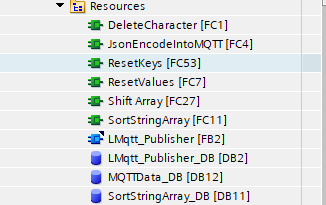 Resources
DeleteCharacter [FC1]
JsonEncodeIntoMQTT [FC4]
ResetKeys [FC53]
ResetValues [FC7]
Shift Array [FC27]
SortStringArray [FC11]
LMqtt_Publisher [FB2]
LMqtt_Publisher_DB [DB2]
MQTTData_DB [DB12]
SortStringArray_DB [DB11]